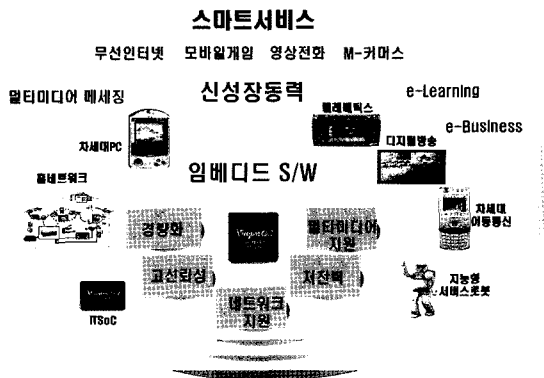 스마트서비스
무선인터넷 모바일게임 영상전화 M-커머스
멀티미디어 메세징
신성장동력
e-Learning
텔레매틱스
e-Business
차세대PC
디지털방송
임베디드 S/W
홈네트워크
차세대
이동통신
경량화
멀티미디어
지원
고신뢰성
저전력
지능형
서비스로봇
네트워크
지원
ITSoC